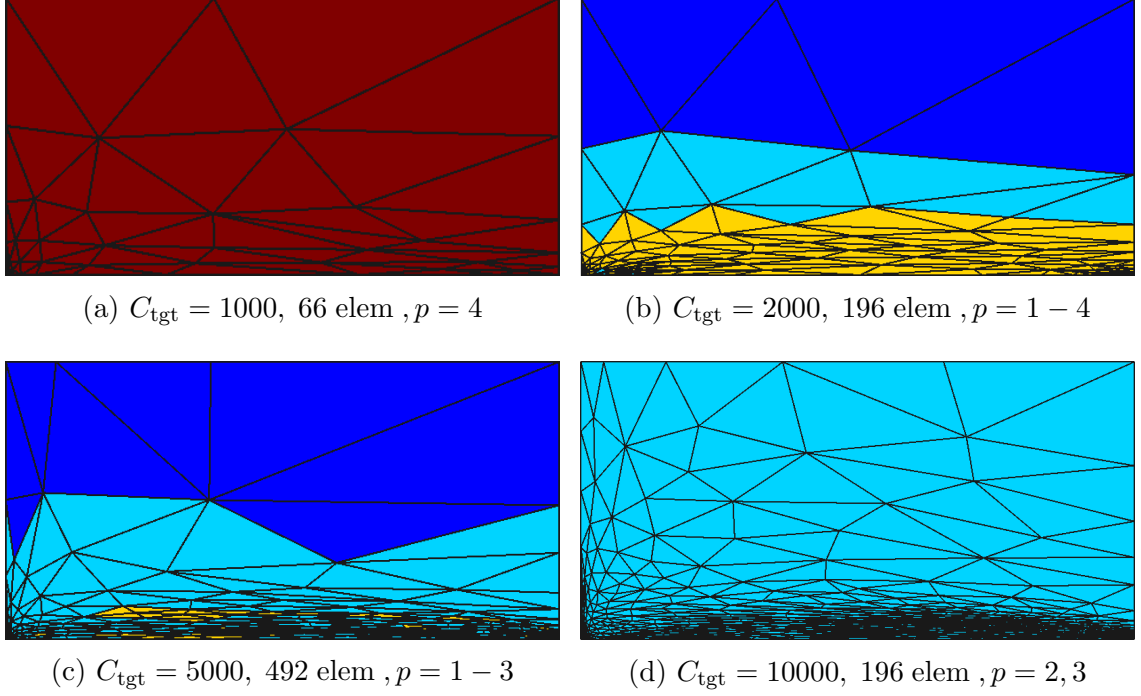 (a) C_tgt = 1000, 66 elem , p = 4
(b) C_tgt = 2000, 196 elem , p = 1 − 4
(c) C_tgt = 5000, 492 elem , p = 1 − 3
(d) C_tgt = 10000, 196 elem , p = 2, 3